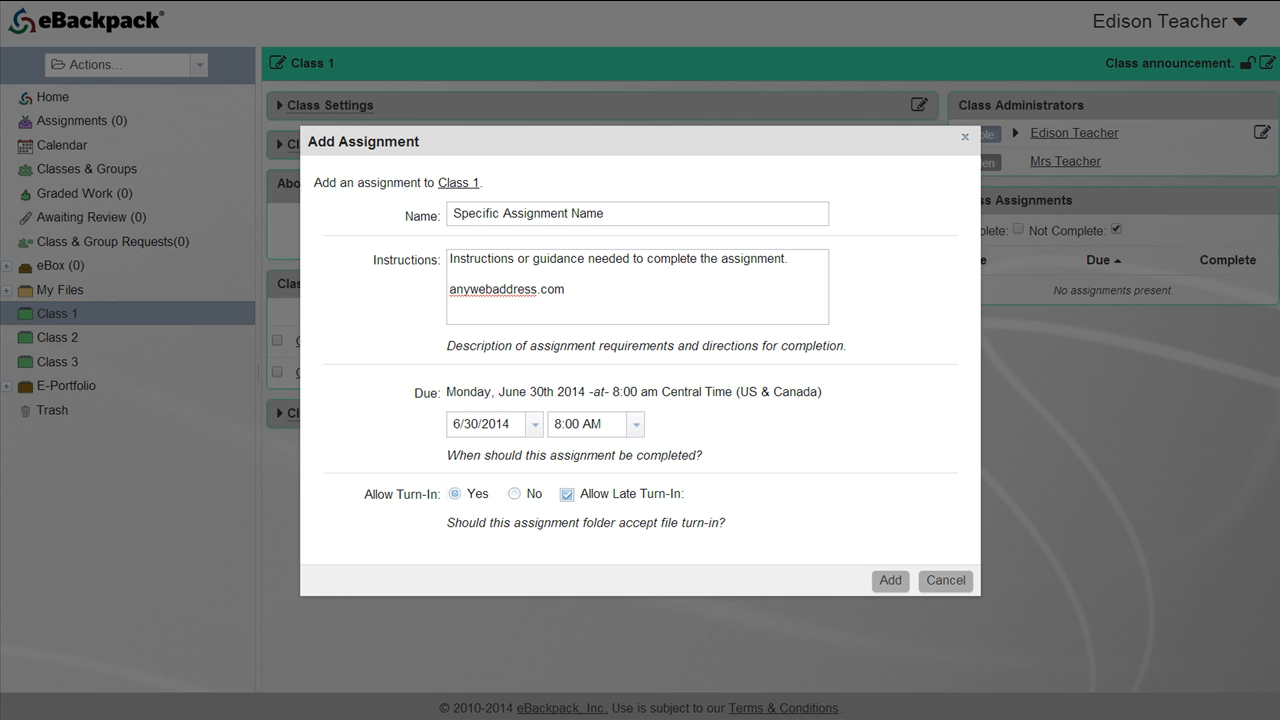 eBackpack®
Edison Teacher
Actions...
Home
Assignments (0)
Calendar
Classes & Groups
Graded Work (0)
Awaiting Review (0)
Class & Group Requests(0)
eBox (0)
My Files
Class 1
Class 2
Class 3
E-Portfolio
Trash
Class 1
Class announcement.
Class Settings
Cl
Abo
Clas
Cl
Class Administrators
Edison Teacher
Mrs Teacher
Assignments
Not Complete:
Due
Complete
No assignments present.
Add Assignment
x
Add an assignment to Class 1.
Name: Specific Assignment Name
Instructions: Instructions or guidance needed to complete the assignment.
anywebaddress.com
Description of assignment requirements and directions for completion.
Due: Monday, June 30th 2014 -at- 8:00 am Central Time (US & Canada)
6/30/2014 8:00 AM
When should this assignment be completed?
Allow Turn-In: Yes No Allow Late Turn-In:
Should this assignment folder accept file turn-in?
Add Cancel
© 2010-2014 eBackpack, Inc. Use is subject to our Terms & Conditions.